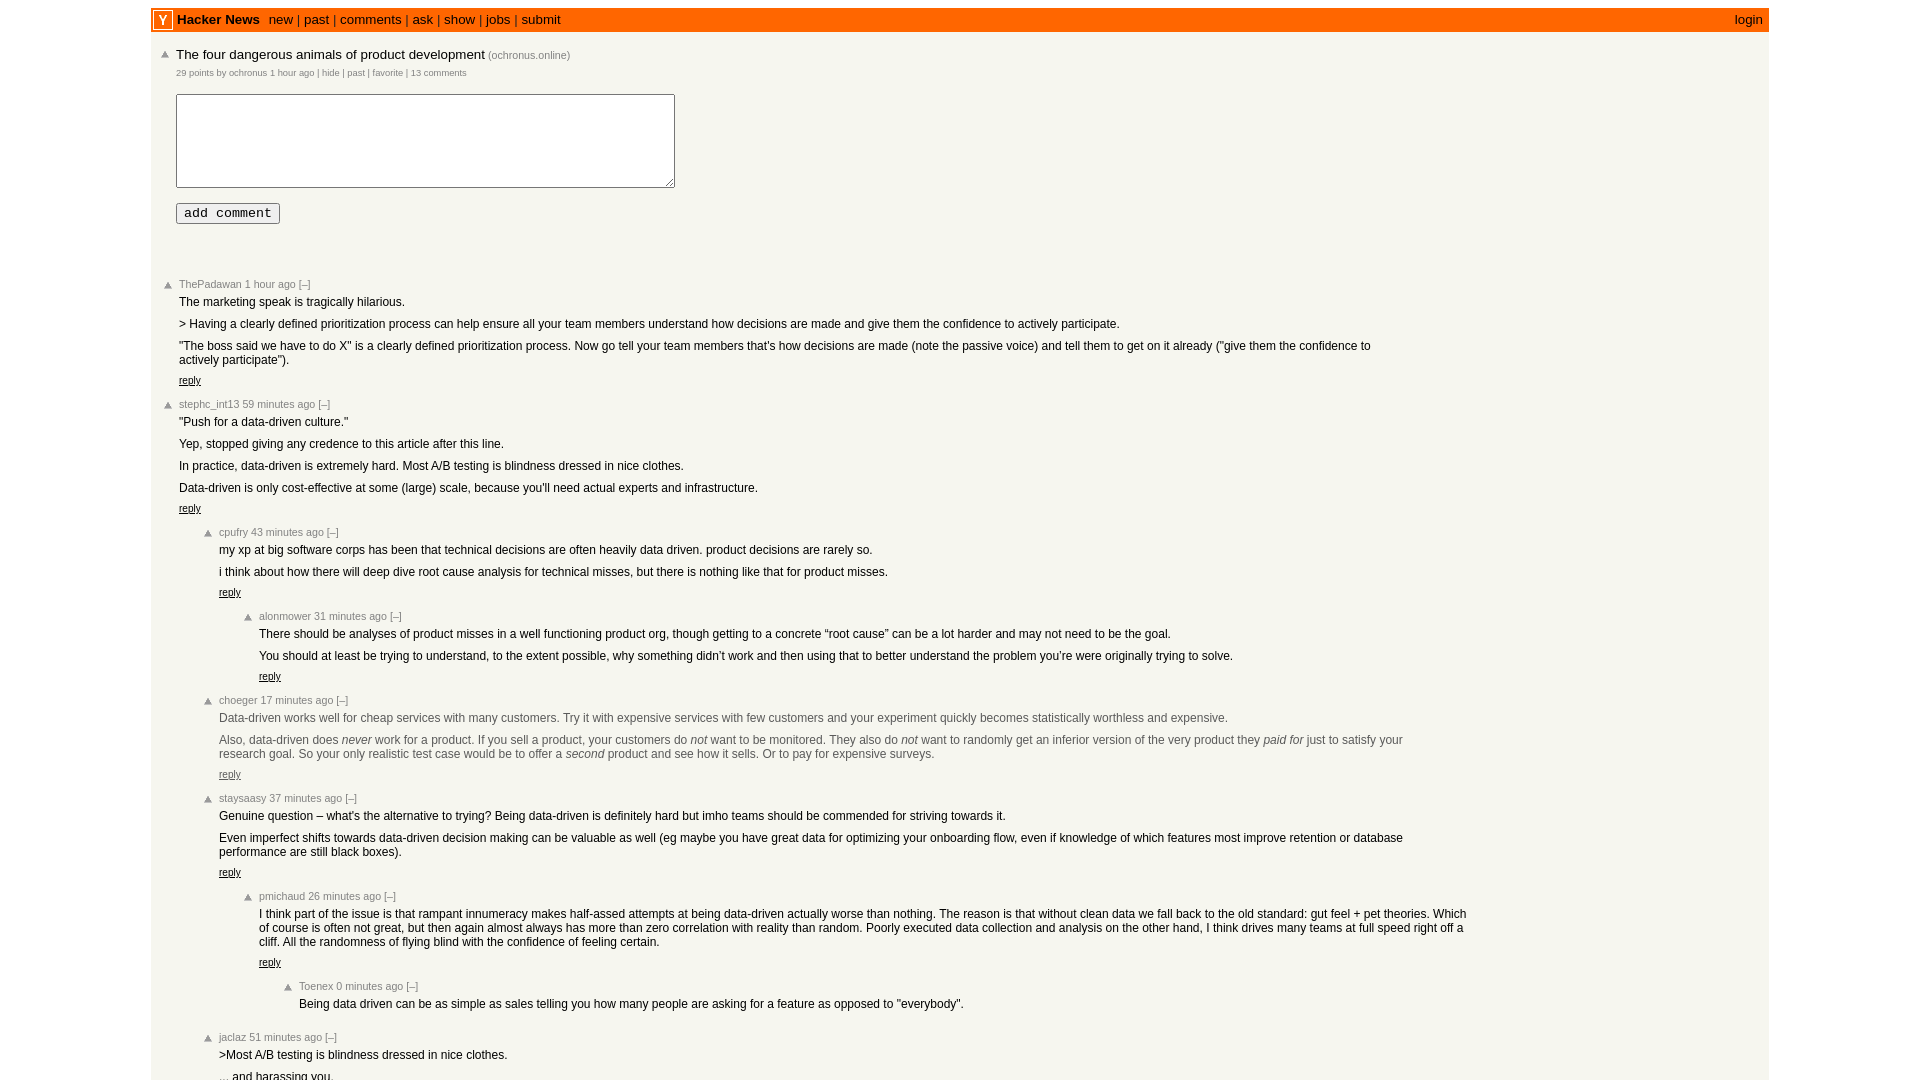 Y Hacker News new | past | comments | ask | show | jobs | submit login
The four dangerous animals of product development (ochronus.online)
29 points by ochronus 1 hour ago | hide | past | favorite | 13 comments
add comment
ThePadawan 1 hour ago [–]
The marketing speak is tragically hilarious.
> Having a clearly defined prioritization process can help ensure all your team members understand how decisions are made and give them the confidence to actively participate.
"The boss said we have to do X" is a clearly defined prioritization process. Now go tell your team members that's how decisions are made (note the passive voice) and tell them to get on it already ("give them the confidence to
actively participate").
reply
stephc_int13 59 minutes ago [–]
"Push for a data-driven culture."
Yep, stopped giving any credence to this article after this line.
In practice, data-driven is extremely hard. Most A/B testing is blindness dressed in nice clothes.
Data-driven is only cost-effective at some (large) scale, because you'll need actual experts and infrastructure.
reply
cpufry 43 minutes ago [–]
my xp at big software corps has been that technical decisions are often heavily data driven. product decisions are rarely so.
i think about how there will deep dive root cause analysis for technical misses, but there is nothing like that for product misses.
reply
alonmower 31 minutes ago [–]
There should be analyses of product misses in a well functioning product org, though getting to a concrete “root cause” can be a lot harder and may not need to be the goal.
You should at least be trying to understand, to the extent possible, why something didn’t work and then using that to better understand the problem you’re were originally trying to solve.
reply
choeger 17 minutes ago [–]
Data-driven works well for cheap services with many customers. Try it with expensive services with few customers and your experiment quickly becomes statistically worthless and expensive.
Also, data-driven does never work for a product. If you sell a product, your customers do not want to be monitored. They also do not want to randomly get an inferior version of the very product they paid for just to satisfy your
research goal. So your only realistic test case would be to offer a second product and see how it sells. Or to pay for expensive surveys.
reply
staysaasy 37 minutes ago [–]
Genuine question – what's the alternative to trying? Being data-driven is definitely hard but imho teams should be commended for striving towards it.
Even imperfect shifts towards data-driven decision making can be valuable as well (eg maybe you have great data for optimizing your onboarding flow, even if knowledge of which features most improve retention or database
performance are still black boxes).
reply
pmichaud 26 minutes ago [–]
I think part of the issue is that rampant innumeracy makes half-assed attempts at being data-driven actually worse than nothing. The reason is that without clean data we fall back to the old standard: gut feel + pet theories. Which
of course is often not great, but then again almost always has more than zero correlation with reality than random. Poorly executed data collection and analysis on the other hand, I think drives many teams at full speed right off a
cliff. All the randomness of flying blind with the confidence of feeling certain.
reply
Toenex 0 minutes ago [–]
Being data driven can be as simple as sales telling you how many people are asking for a feature as opposed to "everybody".
jaclaz 51 minutes ago [–]
>Most A/B testing is blindness dressed in nice clothes.
... and harassing you.